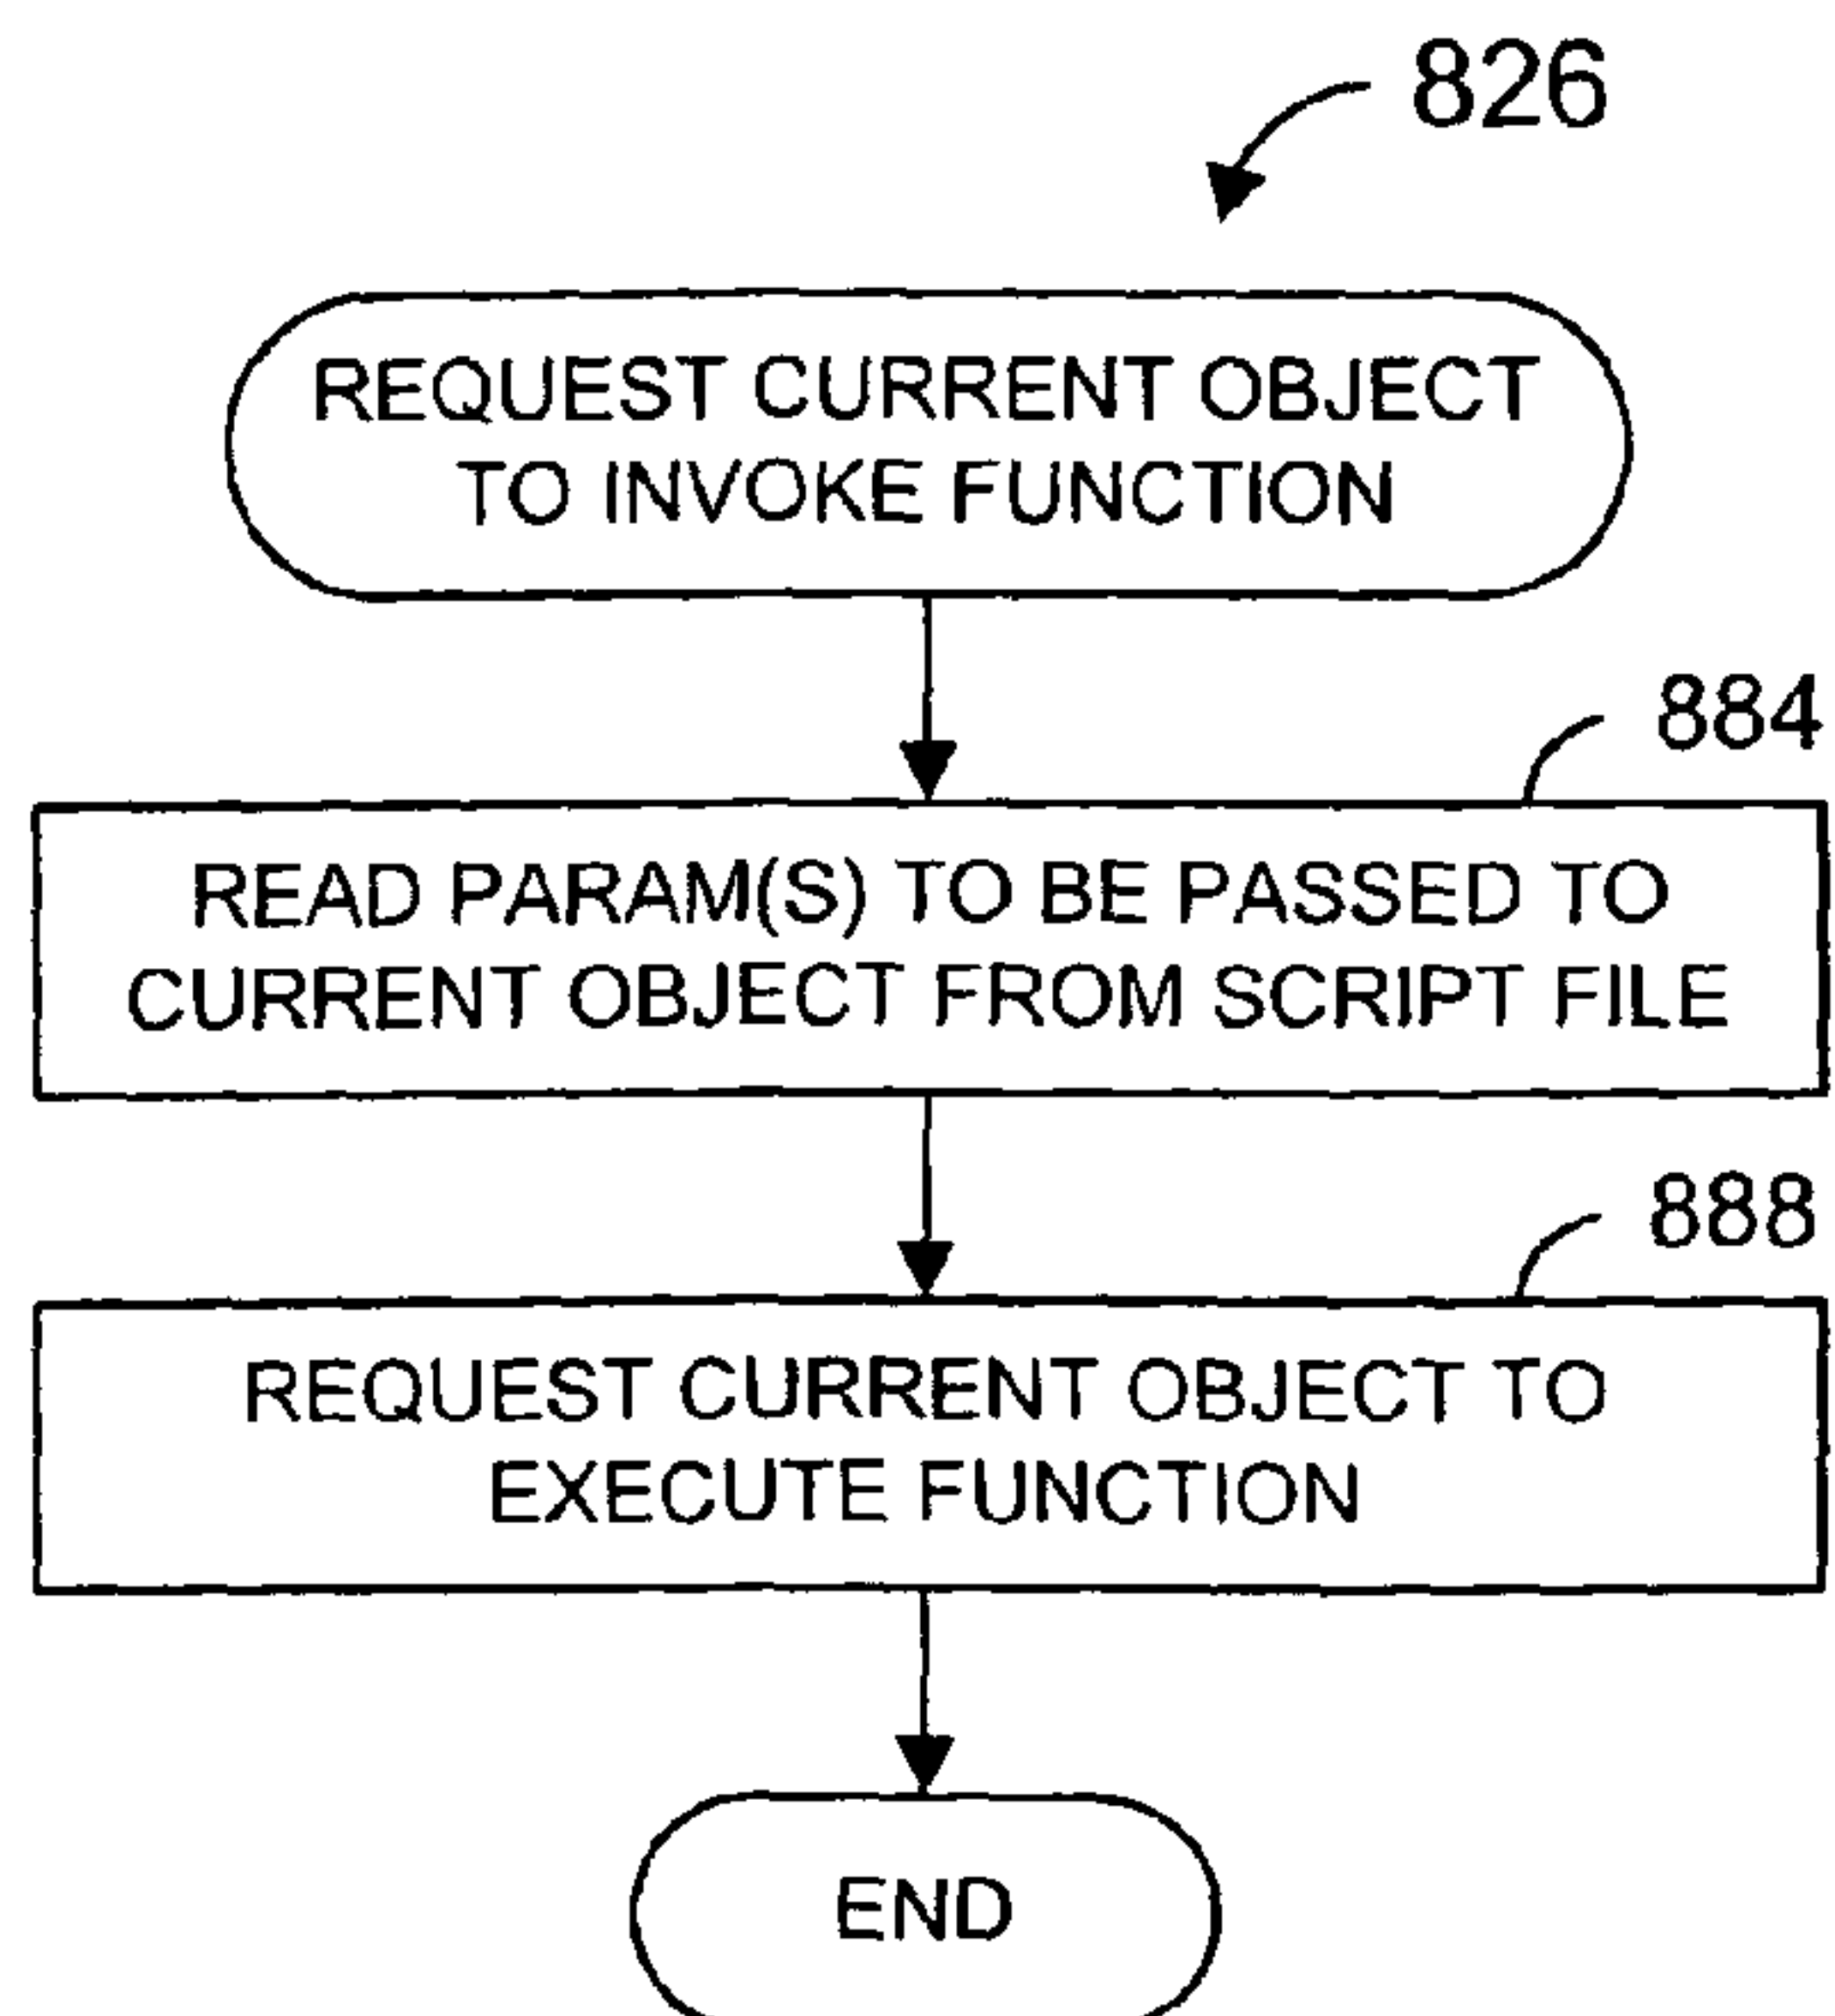 826
REQUEST CURRENT OBJECT
TO INVOKE FUNCTION
884
READ PARAM(S) TO BE PASSED TO
CURRENT OBJECT FROM SCRIPT FILE
888
REQUEST CURRENT OBJECT TO
EXECUTE FUNCTION
END